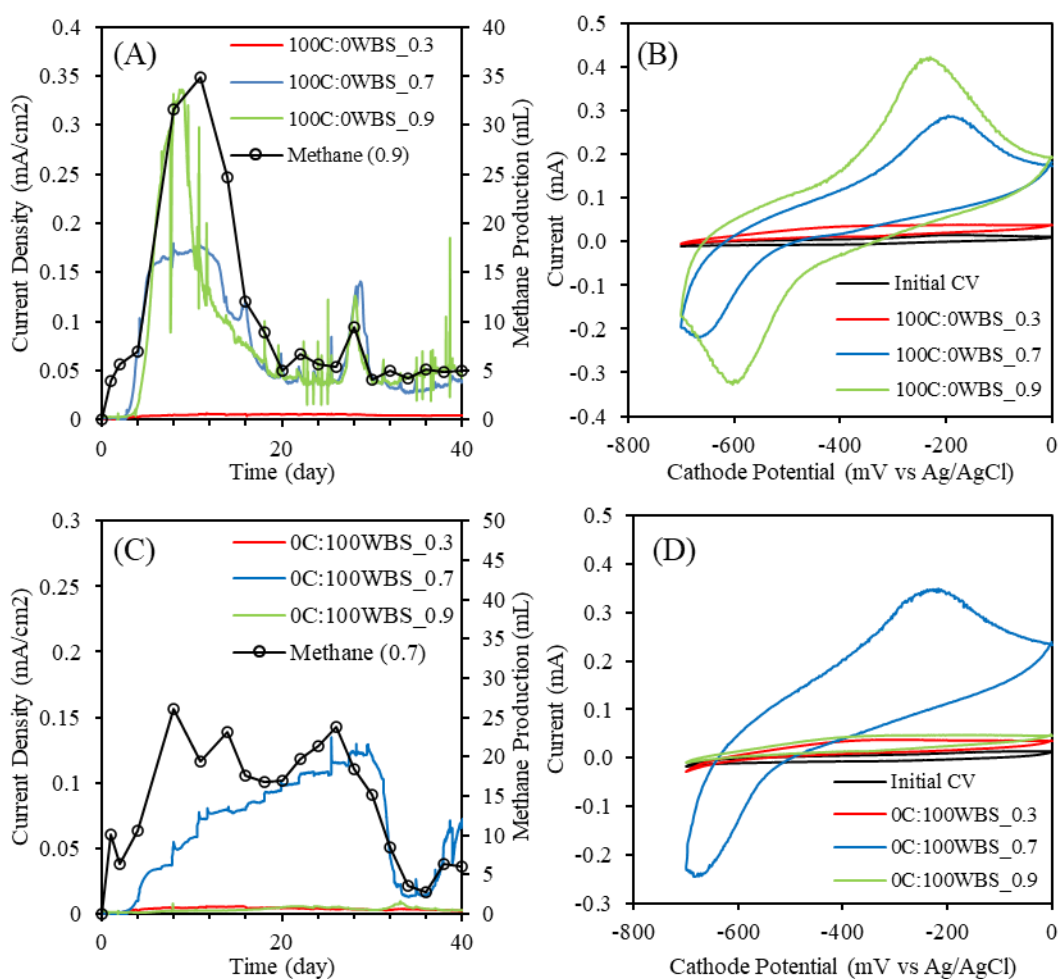 (A)
Current Density (mA/cm2)
0.4
0.35
0.3
0.25
0.2
0.15
0.1
0.05
0
100C:0WBS_0.3
100C:0WBS_0.7
100C:0WBS_0.9
Methane (0.9)
40
35
30
25
20
15
10
5
0
Methane Production (mL)
0
20
40
Time (day)
(B)
Current (mA)
0.5
0.4
0.3
0.2
0.1
0.0
-0.1
-0.2
-0.3
-0.4
Initial CV
100C:0WBS_0.3
100C:0WBS_0.7
100C:0WBS_0.9
-800
-600
-400
-200
0
Cathode Potential (mV vs Ag/AgCl)
(C)
Current Density (mA/cm2)
0.3
0.25
0.2
0.15
0.1
0.05
0
0C:100WBS_0.3
0C:100WBS_0.7
0C:100WBS_0.9
Methane (0.7)
50
45
40
35
30
25
20
15
10
5
0
Methane Production (mL)
0
20
40
Time (day)
(D)
Current (mA)
0.5
0.4
0.3
0.2
0.1
0.0
-0.1
-0.2
-0.3
Initial CV
0C:100WBS_0.3
0C:100WBS_0.7
0C:100WBS_0.9
-800
-600
-400
-200
0
Cathode Potential (mV vs Ag/AgCl)